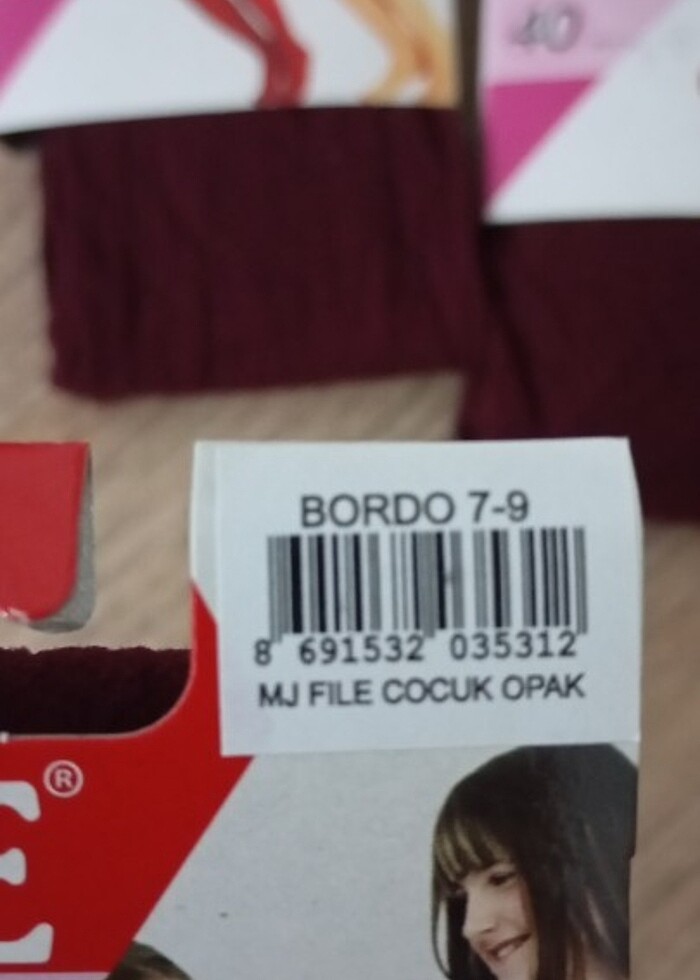 40
BORDO 7-9
8 691532 035312
MJ FILE COCUK OPAK
®
E